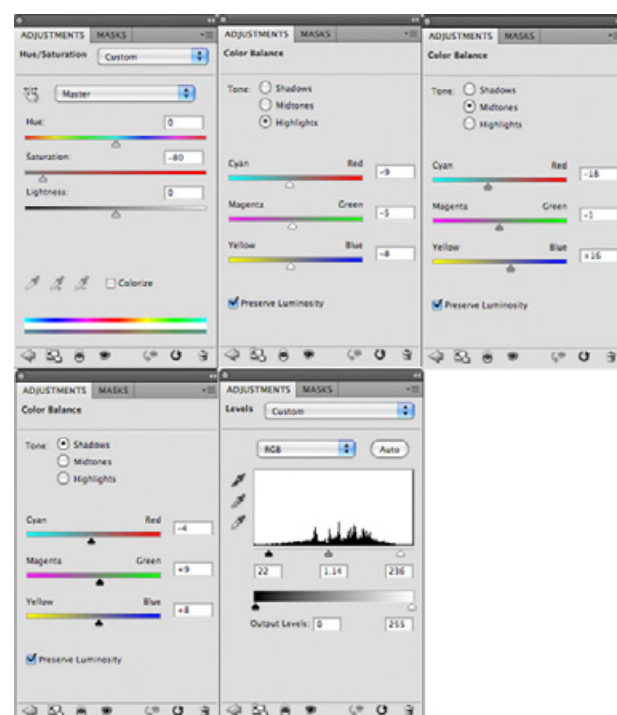 ADJUSTMENTS MASKS
Hue/Saturation Custom
Master
Hue: 0
Saturation: -80
Lightness: 0
Colorize
ADJUSTMENTS MASKS
Color Balance
Tone: Shadows
Midtones
Highlights
Cyan Red -9
Magenta Green -5
Yellow Blue -8
Preserve Luminosity
ADJUSTMENTS MASKS
Color Balance
Tone: Shadows
Midtones
Highlights
Cyan Red -16
Magenta Green -1
Yellow Blue +16
Preserve Luminosity
ADJUSTMENTS MASKS
Color Balance
Tone: Shadows
Midtones
Highlights
Cyan Red -4
Magenta Green +9
Yellow Blue +8
Preserve Luminosity
ADJUSTMENTS MASKS
Levels Custom
RGB Auto
22 1.14 236
Output Levels: 0 255